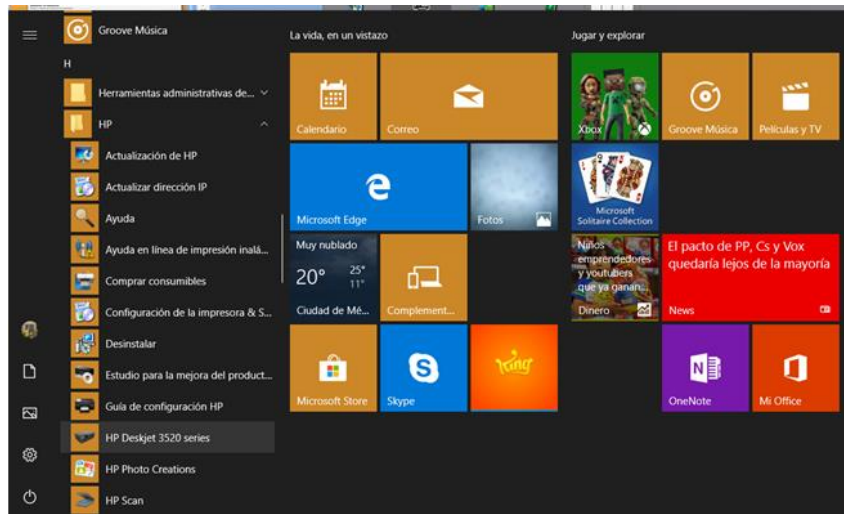 Groove Música
H
Herramientas administrativas de...
HP
Actualización de HP
Actualizar dirección IP
Ayuda
Ayuda en línea de impresión inalá...
Comprar consumibles
Configuración de la impresora & S...
Desinstalar
Estudio para la mejora del product...
Guía de configuración HP
HP Deskjet 3520 series
HP Photo Creations
HP Scan
La vida, en un vistazo
Calendario
Correo
Microsoft Edge
Fotos
Muy nublado
20° 25°
11°
Ciudad de Mé...
Complement...
Microsoft Store
Skype
King
Jugar y explorar
Xbox
Groove Música
Películas y TV
Microsoft
Solitaire Collection
Niños
emprendedores
y youtubers
que ya ganan...
Dinero
El pacto de PP, Cs y Vox
quedaría lejos de la mayoría
News
OneNote
Mi Office